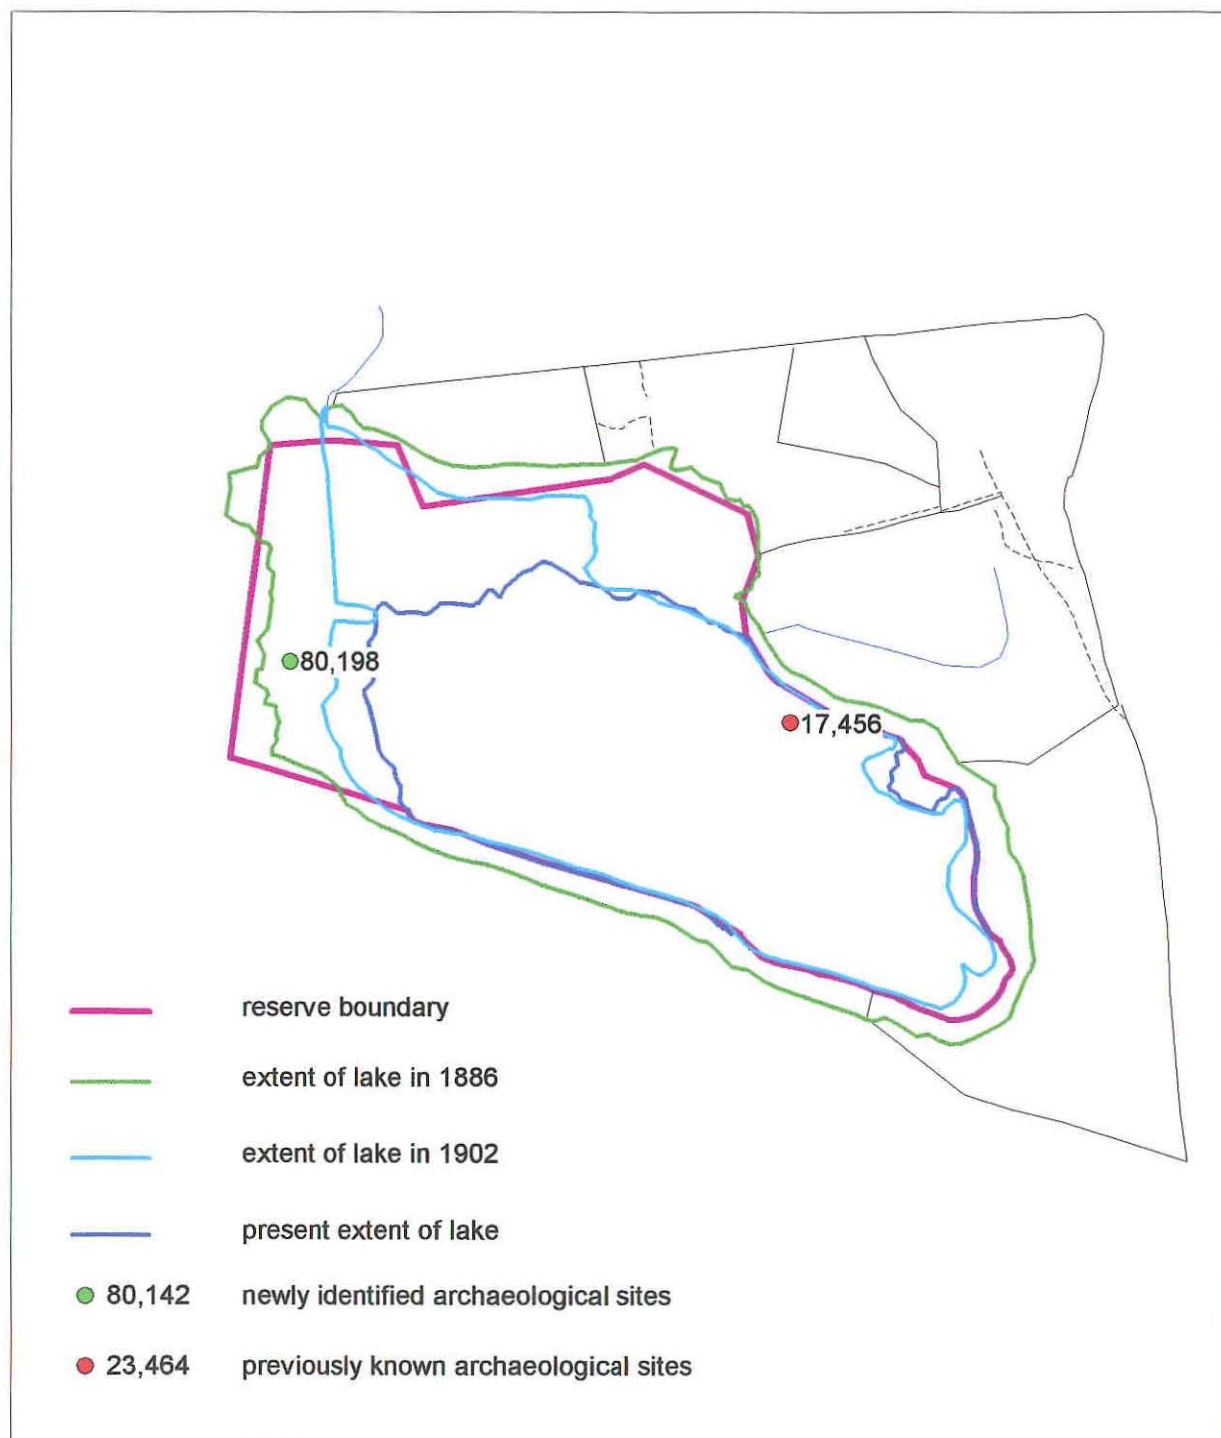 80,198
17,456
reserve boundary
extent of lake in 1886
extent of lake in 1902
present extent of lake
80,142 newly identified archaeological sites
23,464 previously known archaeological sites